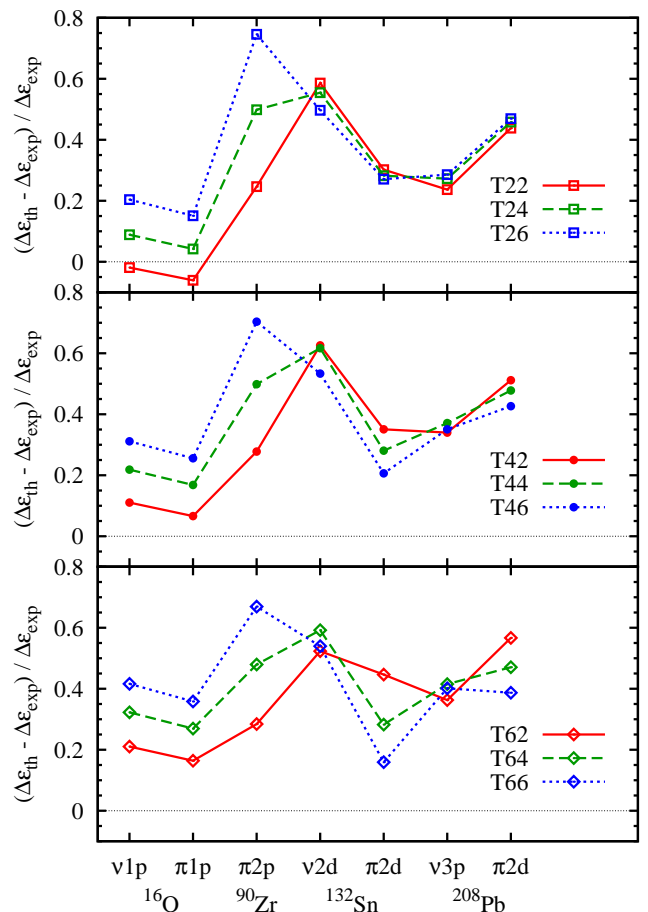 0.8
0.6
0.4
0.2
0
(Δε_th - Δε_exp) / Δε_exp
T22
T24
T26
0.8
0.6
0.4
0.2
0
(Δε_th - Δε_exp) / Δε_exp
T42
T44
T46
0.8
0.6
0.4
0.2
0
(Δε_th - Δε_exp) / Δε_exp
T62
T64
T66
ν1p π1p π2p ν2d π2d ν3p π2d
¹⁶O ⁹⁰Zr ¹³²Sn ²⁰⁸Pb